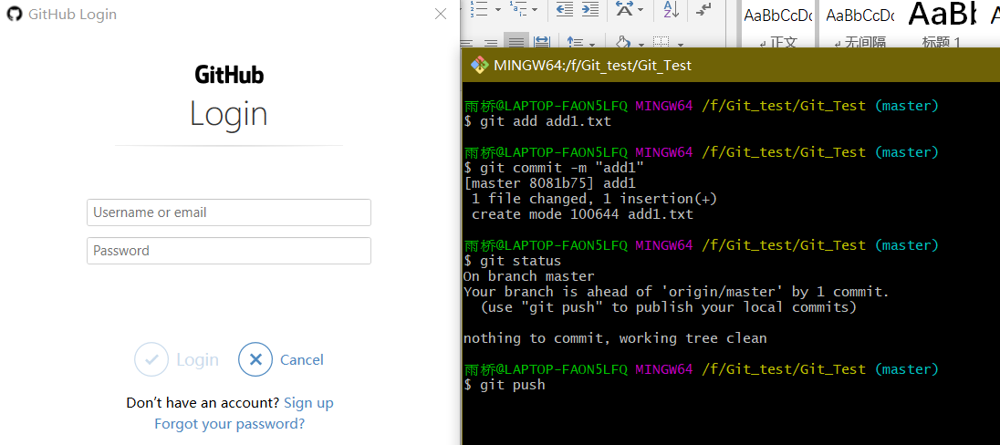 GitHub Login
GitHub
Login
Username or email
Password
Login
Cancel
Don't have an account? Sign up
Forgot your password?
AaBbCcDc AaBbCcDc AaBb
正文 无间隔 标题 1
MINGW64:/f/Git_test/Git_Test
雨桥@LAPTOP-FAON5LFQ MINGW64 /f/Git_test/Git_Test (master)
$ git add add1.txt
雨桥@LAPTOP-FAON5LFQ MINGW64 /f/Git_test/Git_Test (master)
$ git commit -m "add1"
[master 8081b75] add1
1 file changed, 1 insertion(+)
create mode 100644 add1.txt
雨桥@LAPTOP-FAON5LFQ MINGW64 /f/Git_test/Git_Test (master)
$ git status
On branch master
Your branch is ahead of 'origin/master' by 1 commit.
(use "git push" to publish your local commits)
nothing to commit, working tree clean
雨桥@LAPTOP-FAON5LFQ MINGW64 /f/Git_test/Git_Test (master)
$ git push